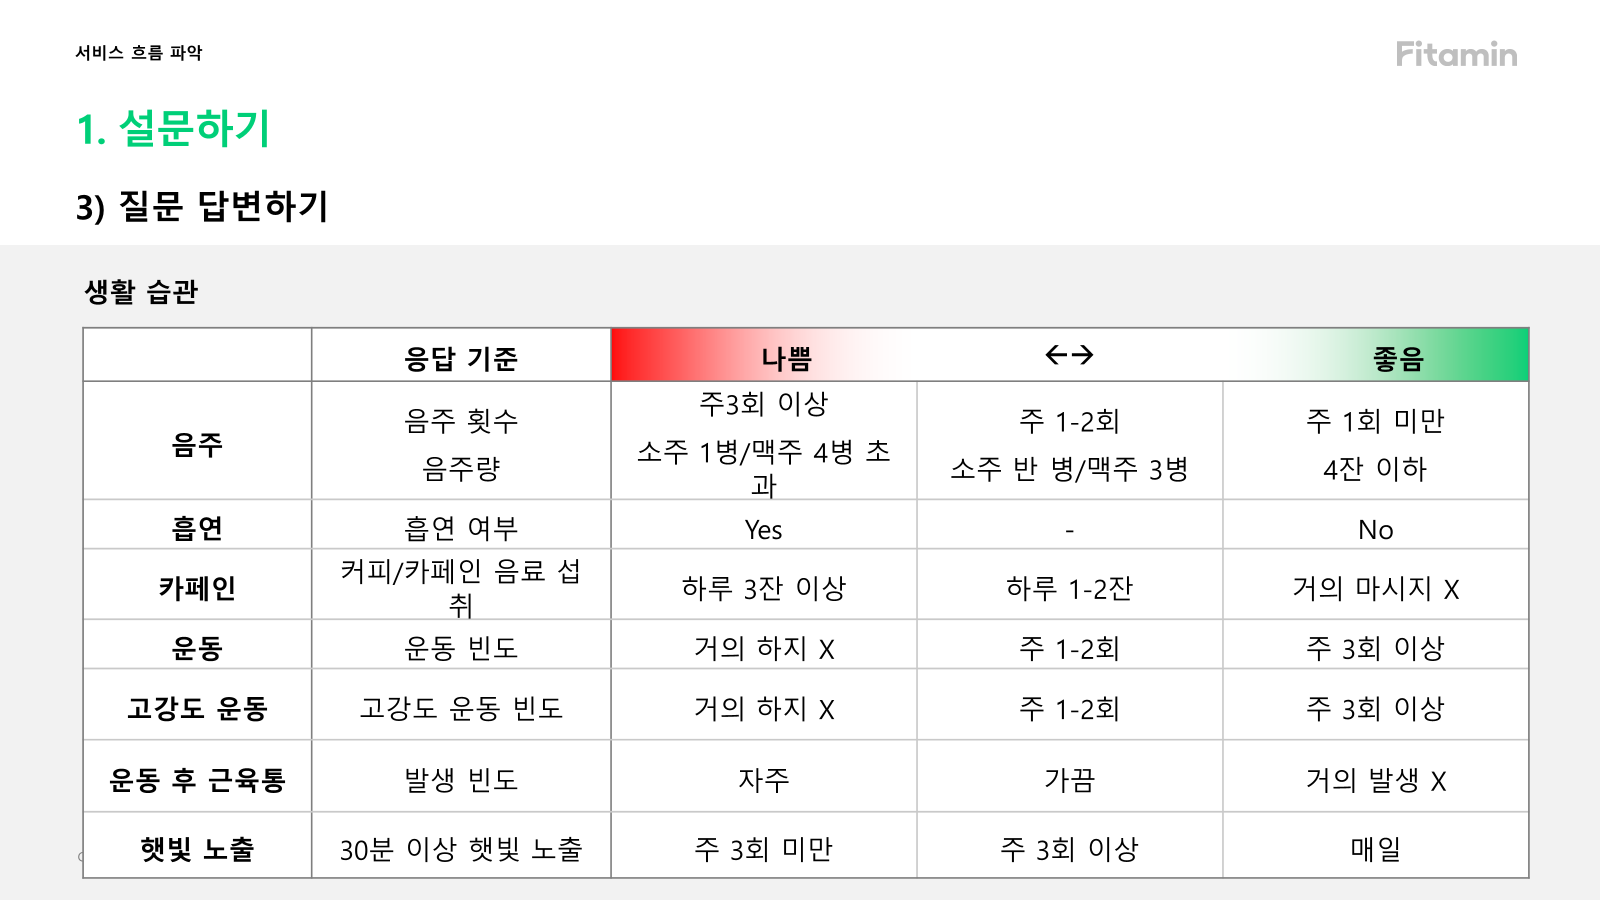 서비스 흐름 파악
Fitamin
1. 설문하기
3) 질문 답변하기
생활 습관
응답 기준 나쁨 ←→ 좋음
음주 음주 횟수 주3회 이상 주 1-2회 주 1회 미만
음주량 소주 1병/맥주 4병 초과 소주 반 병/맥주 3병 4잔 이하
흡연 흡연 여부 Yes - No
카페인 커피/카페인 음료 섭취 하루 3잔 이상 하루 1-2잔 거의 마시지 X
운동 운동 빈도 거의 하지 X 주 1-2회 주 3회 이상
고강도 운동 고강도 운동 빈도 거의 하지 X 주 1-2회 주 3회 이상
운동 후 근육통 발생 빈도 자주 가끔 거의 발생 X
햇빛 노출 30분 이상 햇빛 노출 주 3회 미만 주 3회 이상 매일